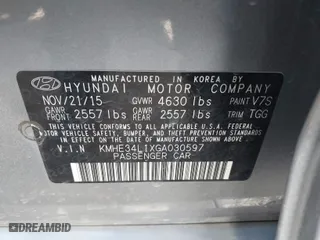 MANUFACTURED IN KOREA BY
HYUNDAI MOTOR COMPANY
NOV/21/15 GVWR 4630 lbs PAINT V7S
GAWR FRONT 2557 lbs GAWR REAR 2557 lbs TRIM TGG
THIS VEHICLE CONFORMS TO ALL APPLICABLE
U.S. FEDERAL MOTOR VEHICLE SAFETY, BUMPER, AND THEFT
PREVENTION STANDARDS IN EFFECT ON THE
DATE OF MANUFACTURE SHOWN ABOVE.
V.I.N KMHE34L1XGA030597
PASSENGER CAR
KREAMBID
DREAMBID.COM